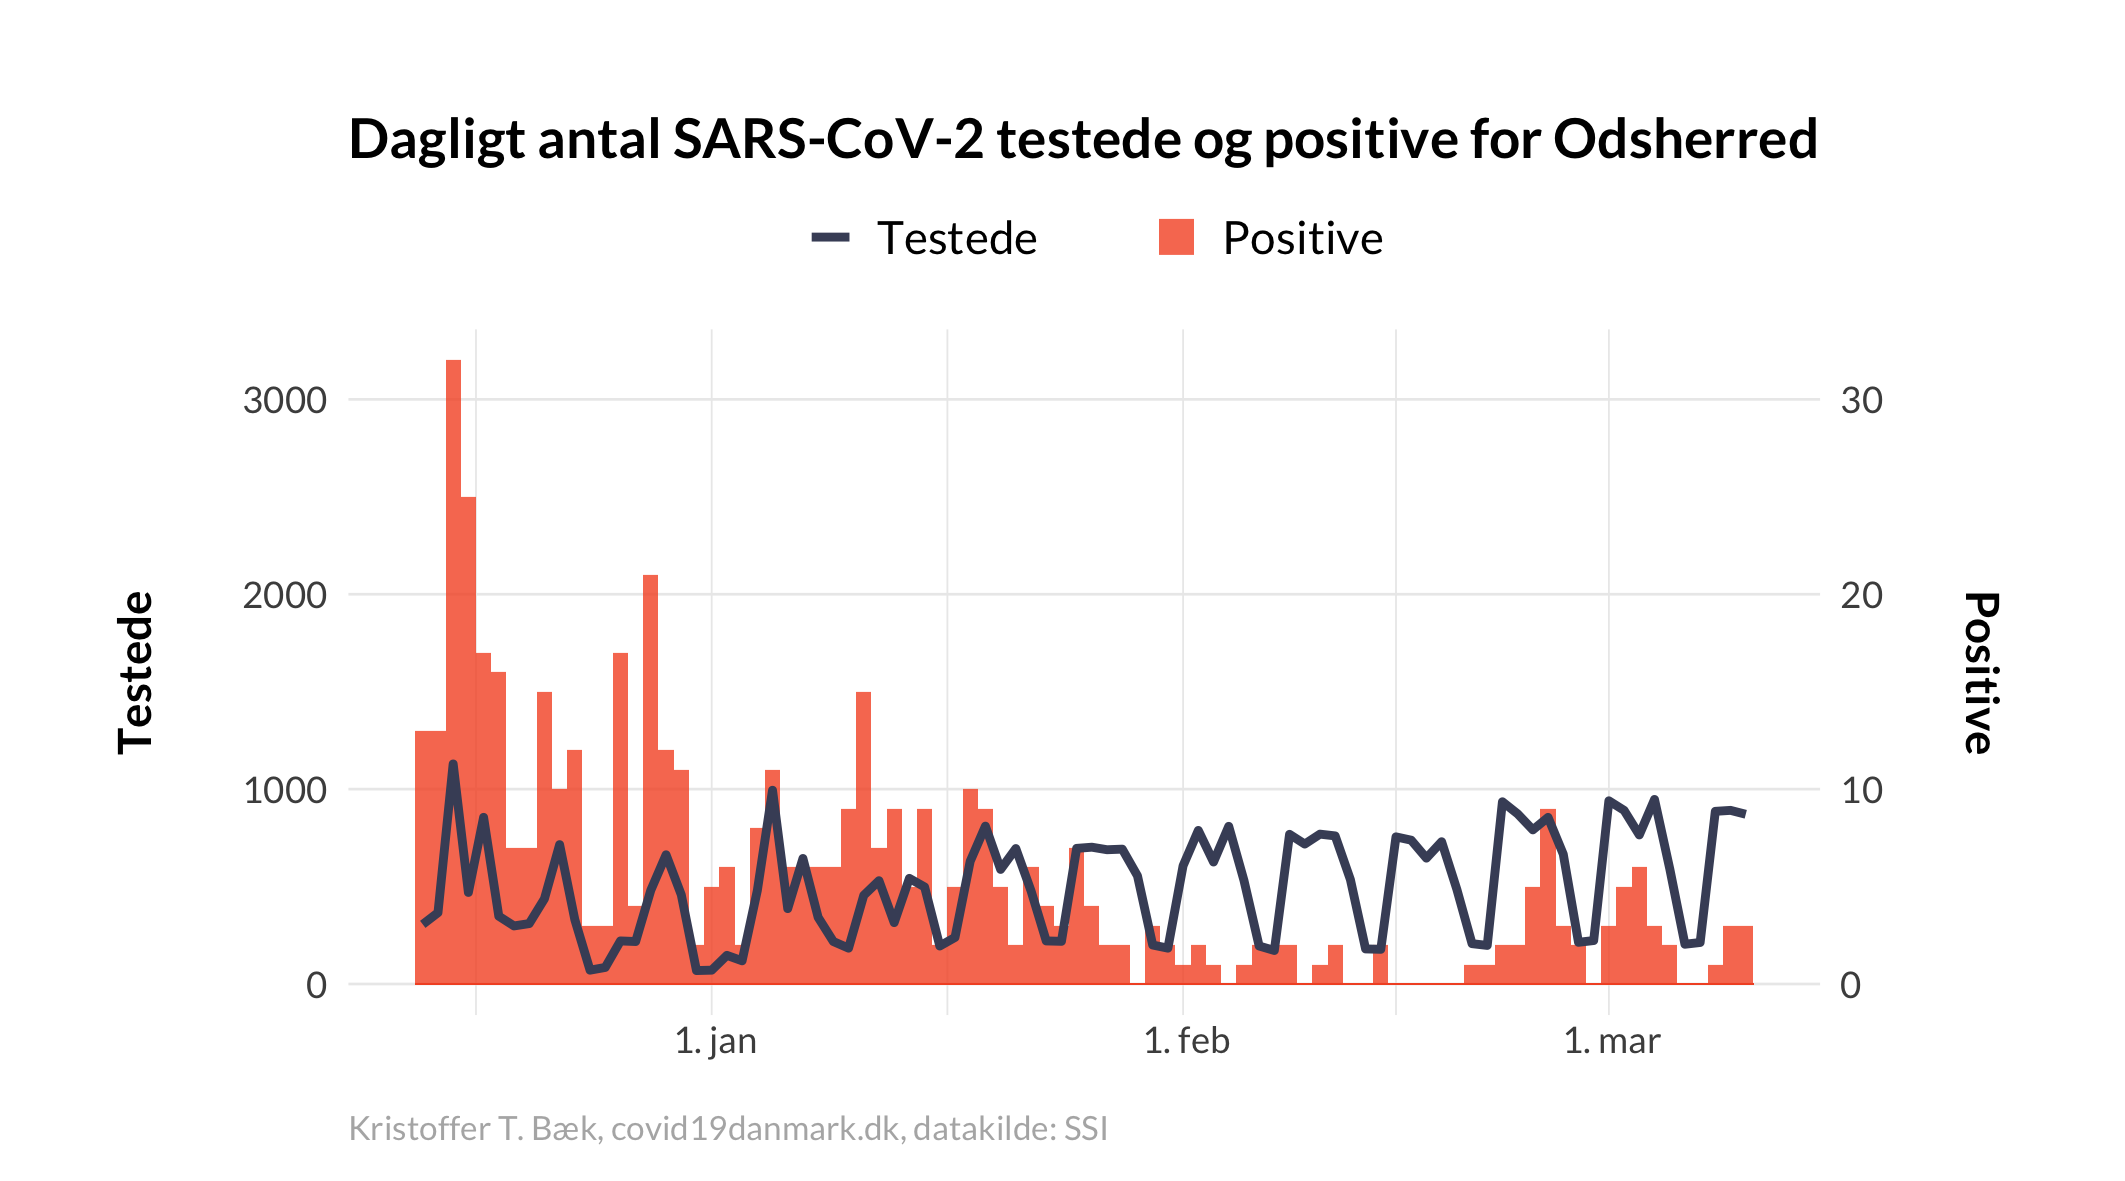 Dagligt antal SARS-CoV-2 testede og positive for Odsherred
Testede
Positive
3000
2000
1000
0
30
20
10
0
Testede
Positive
1. jan
1. feb
1. mar
Kristoffer T. Bæk, covid19danmark.dk, datakilde: SSI